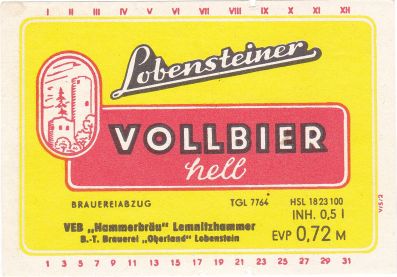 I II III IV V VI VII VIII IX X XI XII
Lobensteiner
VOLLBIER
hell
BRAUEREIABZUG TGL 7764 HSL 18 23 100
INH. 0,5 l
VEB „Hammerbräu" Lemnitzhammer
B.-T. Brauerei „Oberland" Lobenstein
EVP 0,72 M
V/5/2
1 3 5 7 9 11 13 15 17 19 21 23 25 27 29 31